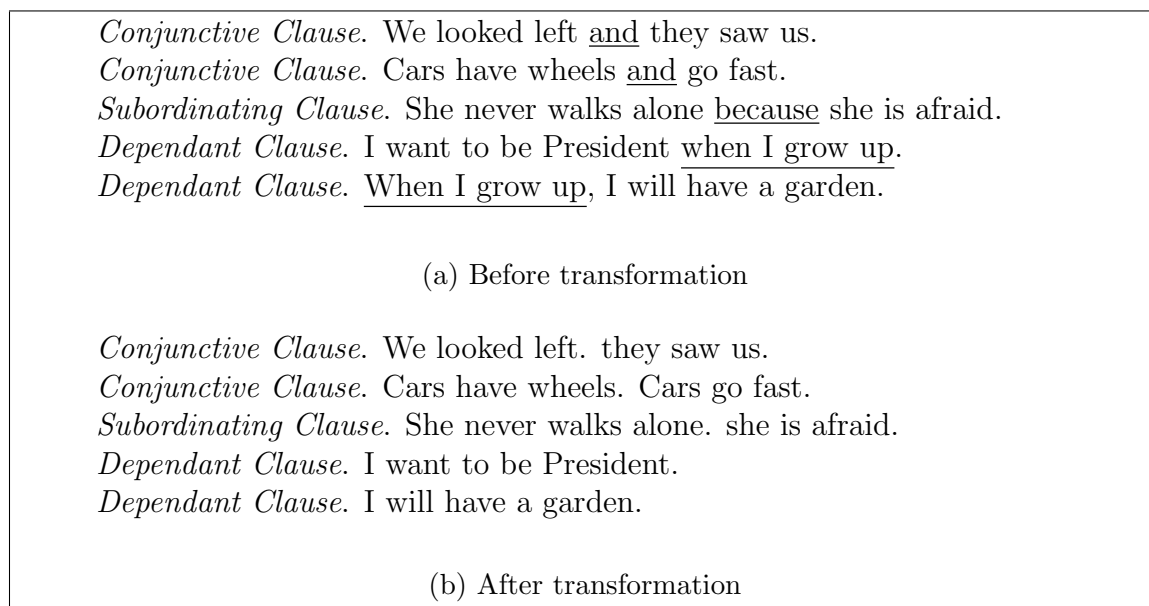 Conjunctive Clause. We looked left and they saw us.
Conjunctive Clause. Cars have wheels and go fast.
Subordinating Clause. She never walks alone because she is afraid.
Dependant Clause. I want to be President when I grow up.
Dependant Clause. When I grow up, I will have a garden.
(a) Before transformation
Conjunctive Clause. We looked left. they saw us.
Conjunctive Clause. Cars have wheels. Cars go fast.
Subordinating Clause. She never walks alone. she is afraid.
Dependant Clause. I want to be President.
Dependant Clause. I will have a garden.
(b) After transformation